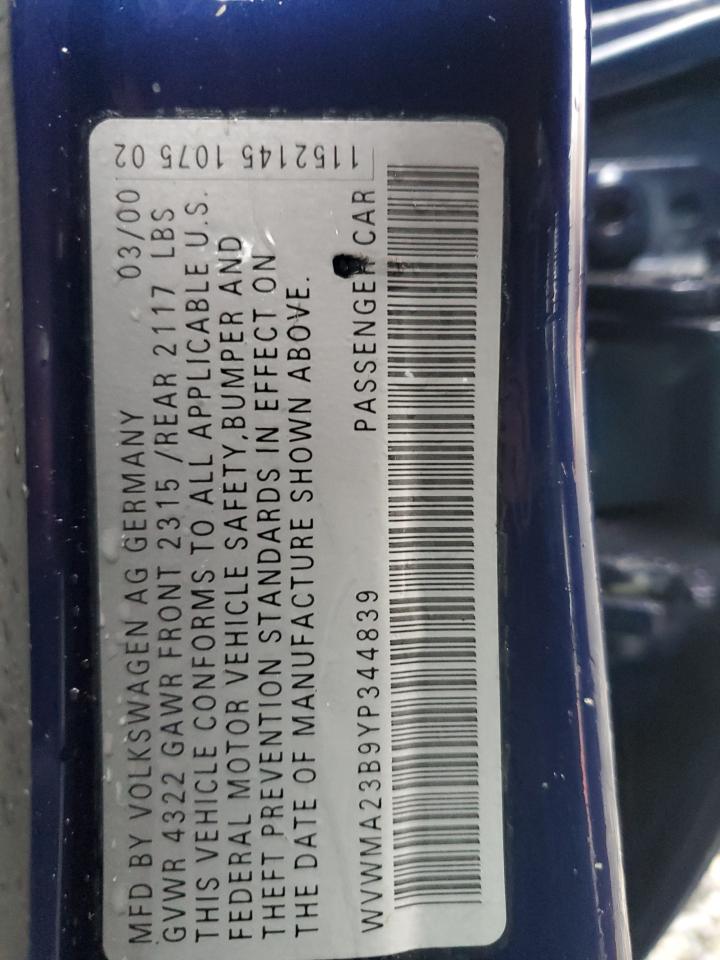 MFD BY VOLKSWAGEN AG GERMANY 03/00
GVWR 4322 GAWR FRONT 2315 /REAR 2117 LBS
THIS VEHICLE CONFORMS TO ALL APPLICABLE U.S.
FEDERAL MOTOR VEHICLE SAFETY,BUMPER AND
THEFT PREVENTION STANDARDS IN EFFECT ON
THE DATE OF MANUFACTURE SHOWN ABOVE.
WVWMA23B9YP344839 PASSENGER CAR
1152145 1075 02